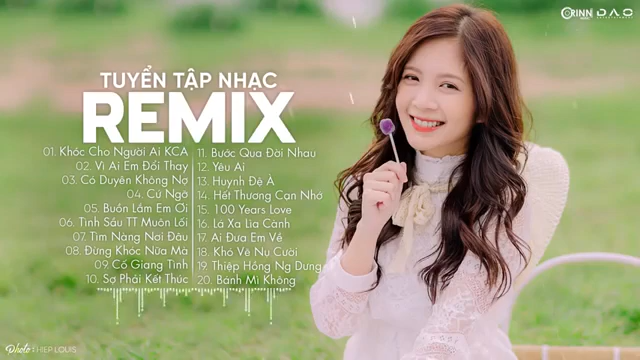 ORINN
DAO
TUYỂN TẬP NHẠC
REMIX
01. Khóc Cho Người Ai KCA
02. Vì Ai Em Đổi Thay
03. Có Duyên Không Nợ
04. Cứ Ngỡ
05. Buồn Lắm Em Ơi
06. Tình Sầu TT Muôn Lối
07. Tìm Nàng Nơi Đâu
08. Đừng Khóc Nữa Mà
09. Cố Giang Tình
10. Sợ Phải Kết Thúc
11. Bước Qua Đời Nhau
12. Yêu Ai
13. Huynh Đệ À
14. Hết Thương Cạn Nhớ
15. 100 Years Love
16. Lá Xa Lìa Cành
17. Ai Đưa Em Về
18. Khó Vẽ Nụ Cười
19. Thiệp Hồng Ng Dưng
20. Bánh Mì Không
Photo : HIEP LOUIS